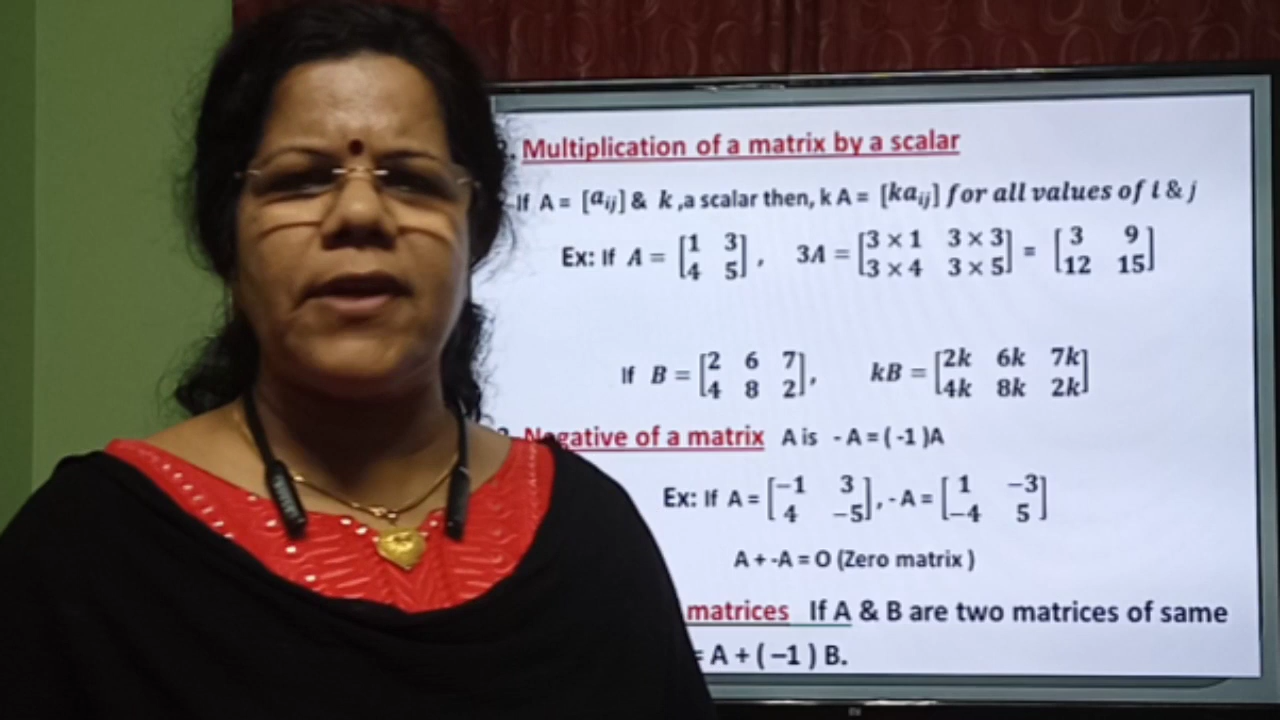 . Multiplication of a matrix by a scalar
If A = [aᵢⱼ] & k ,a scalar then, k A = [kaᵢⱼ] for all values of i & j
Ex: If A = [1 3; 4 5] , 3A = [3 × 1 3 × 3; 3 × 4 3 × 5] = [3 9; 12 15]
If B = [2 6 7; 4 8 2], kB = [2k 6k 7k; 4k 8k 2k]
Negative of a matrix A is - A = ( -1 )A
Ex: If A = [−1 3; 4 −5], - A = [1 −3; −4 5]
A + -A = O (Zero matrix )
matrices If A & B are two matrices of same
= A + ( −1 ) B.